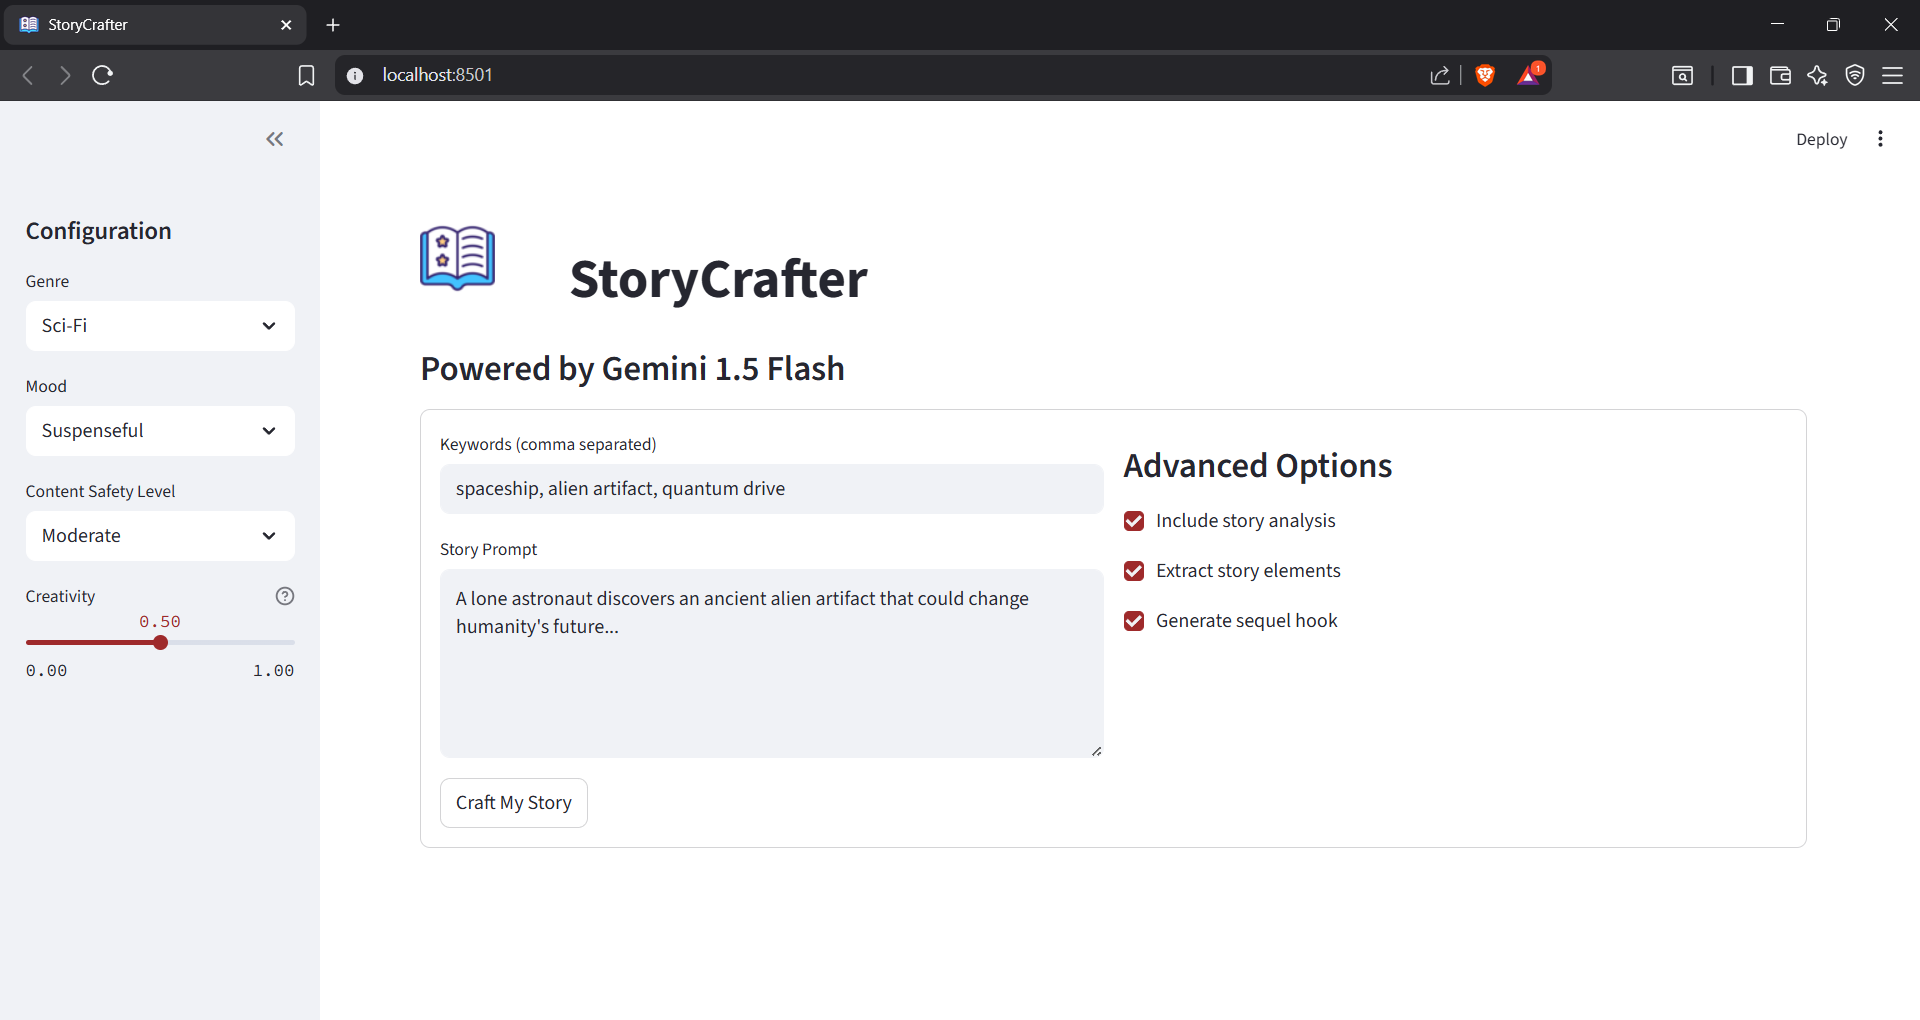 StoryCrafter
localhost:8501
1
Deploy
Configuration
Genre
Sci-Fi
Mood
Suspenseful
Content Safety Level
Moderate
Creativity
0.50
0.00 1.00
StoryCrafter
Powered by Gemini 1.5 Flash
Keywords (comma separated)
spaceship, alien artifact, quantum drive
Story Prompt
A lone astronaut discovers an ancient alien artifact that could change
humanity's future...
Craft My Story
Advanced Options
Include story analysis
Extract story elements
Generate sequel hook